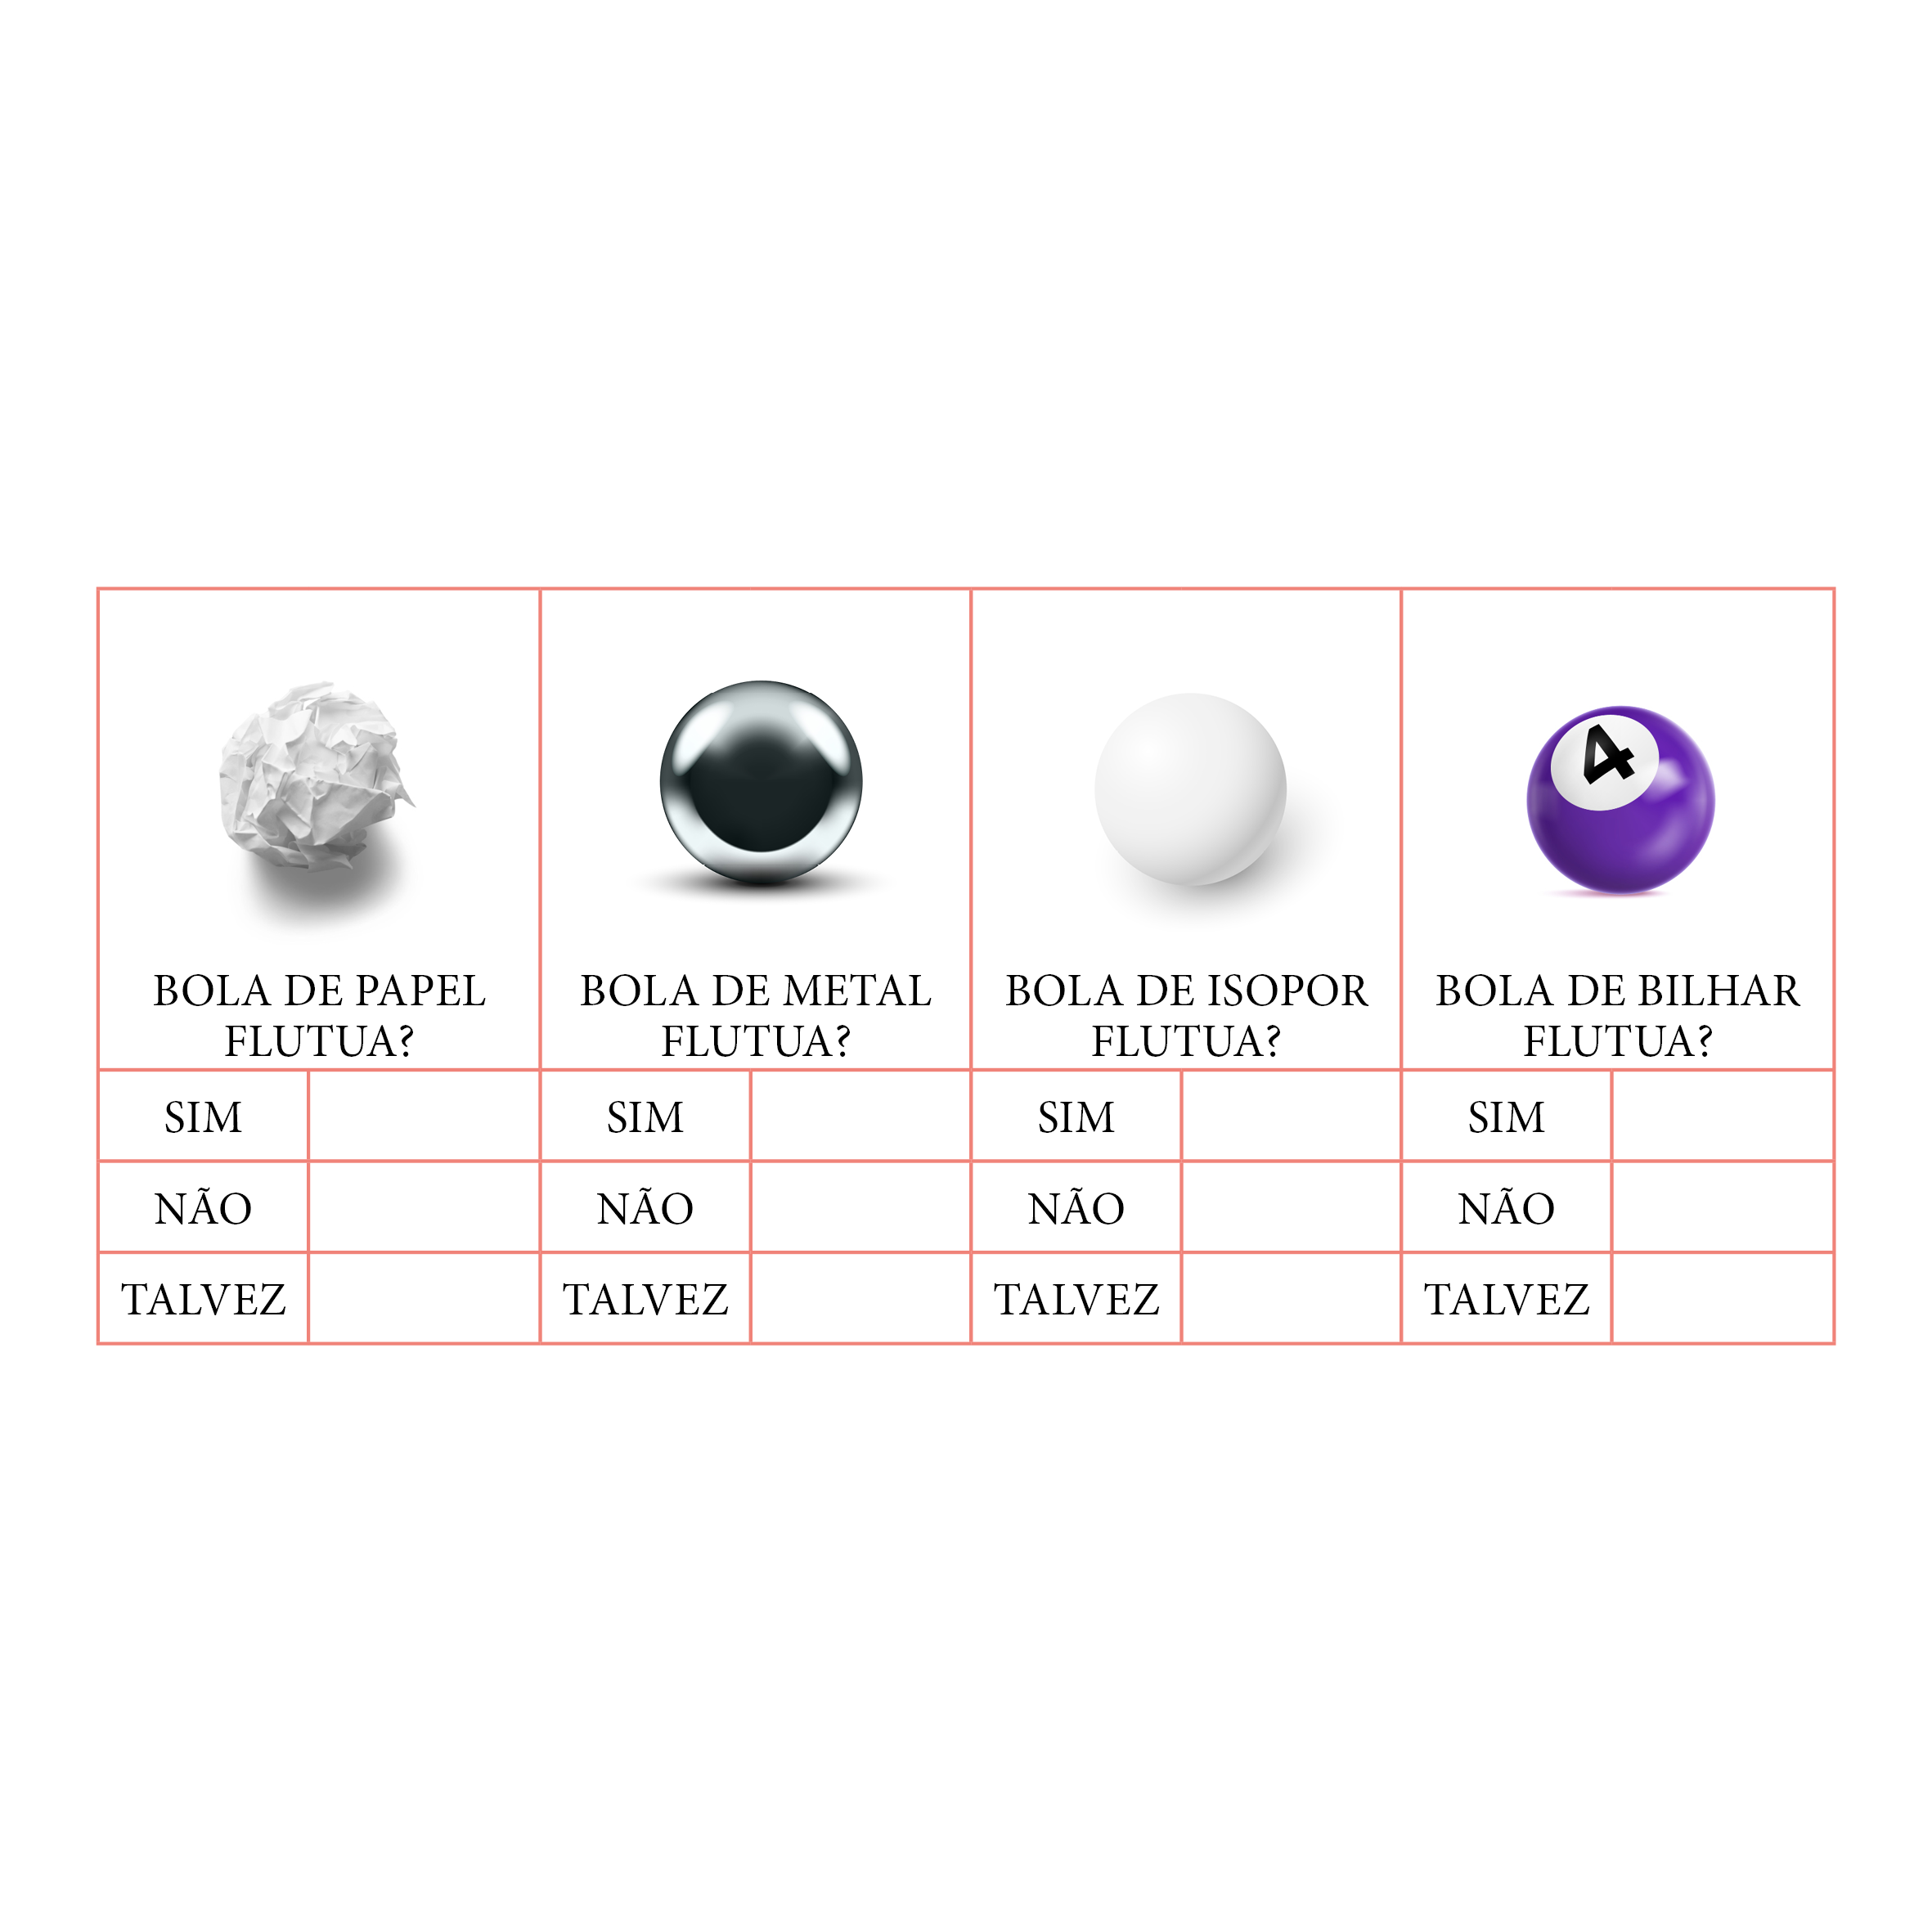 4
BOLA DE PAPEL
FLUTUA?
BOLA DE METAL
FLUTUA?
BOLA DE ISOPOR
FLUTUA?
BOLA DE BILHAR
FLUTUA?
SIM SIM SIM SIM
NÃO NÃO NÃO NÃO
TALVEZ TALVEZ TALVEZ TALVEZ